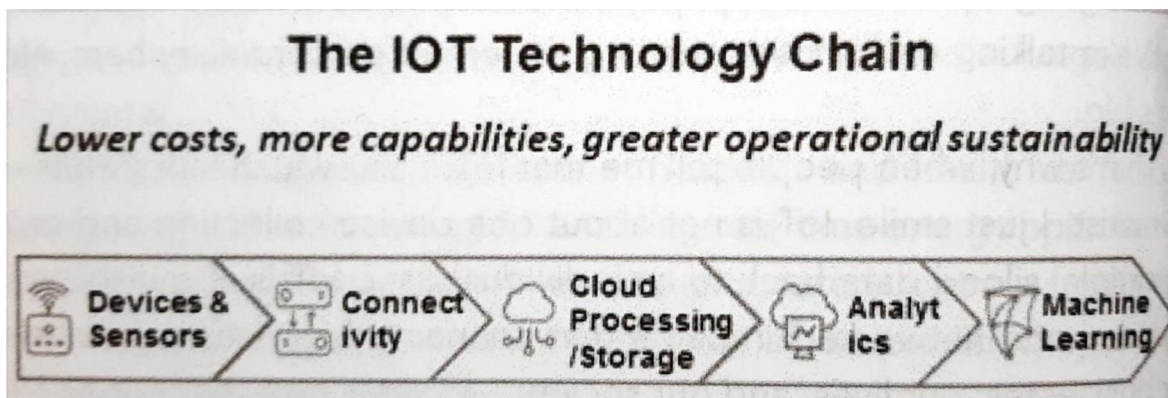 The IOT Technology Chain
Lower costs, more capabilities, greater operational sustainability
Devices &
Sensors
Connect
ivity
Cloud
Processing
/Storage
Analyt
ics
Machine
Learning